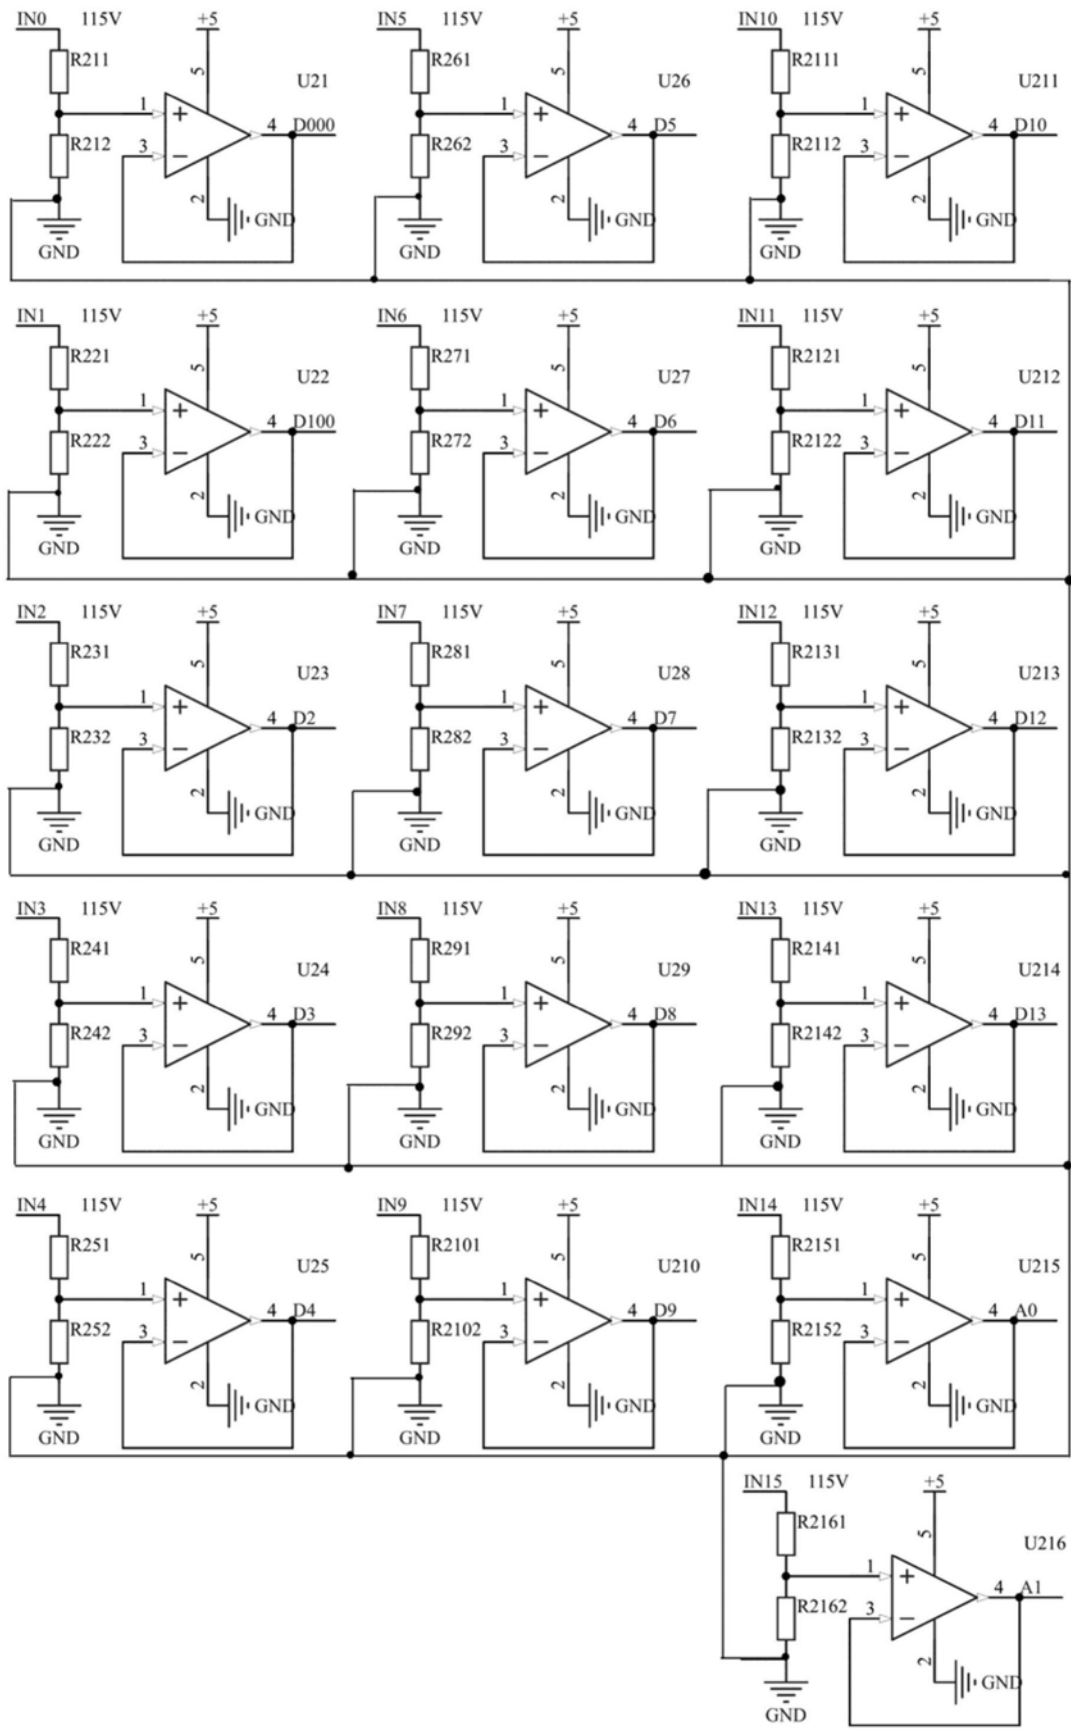 IN0 115V +5
R211
5
U21
1 +
4 D000
R212
3 −
2
GND
GND
IN5 115V +5
R261
5
U26
1 +
4 D5
R262
3 −
2
GND
GND
IN10 115V +5
R2111
5
U211
1 +
4 D10
R2112
3 −
2
GND
GND
IN1 115V +5
R221
5
U22
1 +
4 D100
R222
3 −
2
GND
GND
IN6 115V +5
R271
5
U27
1 +
4 D6
R272
3 −
2
GND
GND
IN11 115V +5
R2121
5
U212
1 +
4 D11
R2122
3 −
2
GND
GND
IN2 115V +5
R231
5
U23
1 +
4 D2
R232
3 −
2
GND
GND
IN7 115V +5
R281
5
U28
1 +
4 D7
R282
3 −
2
GND
GND
IN12 115V +5
R2131
5
U213
1 +
4 D12
R2132
3 −
2
GND
GND
IN3 115V +5
R241
5
U24
1 +
4 D3
R242
3 −
2
GND
GND
IN8 115V +5
R291
5
U29
1 +
4 D8
R292
3 −
2
GND
GND
IN13 115V +5
R2141
5
U214
1 +
4 D13
R2142
3 −
2
GND
GND
IN4 115V +5
R251
5
U25
1 +
4 D4
R252
3 −
2
GND
GND
IN9 115V +5
R2101
5
U210
1 +
4 D9
R2102
3 −
2
GND
GND
IN14 115V +5
R2151
5
U215
1 +
4 A0
R2152
3 −
2
GND
GND
IN15 115V +5
R2161
5
U216
1 +
4 A1
R2162
3 −
2
GND
GND